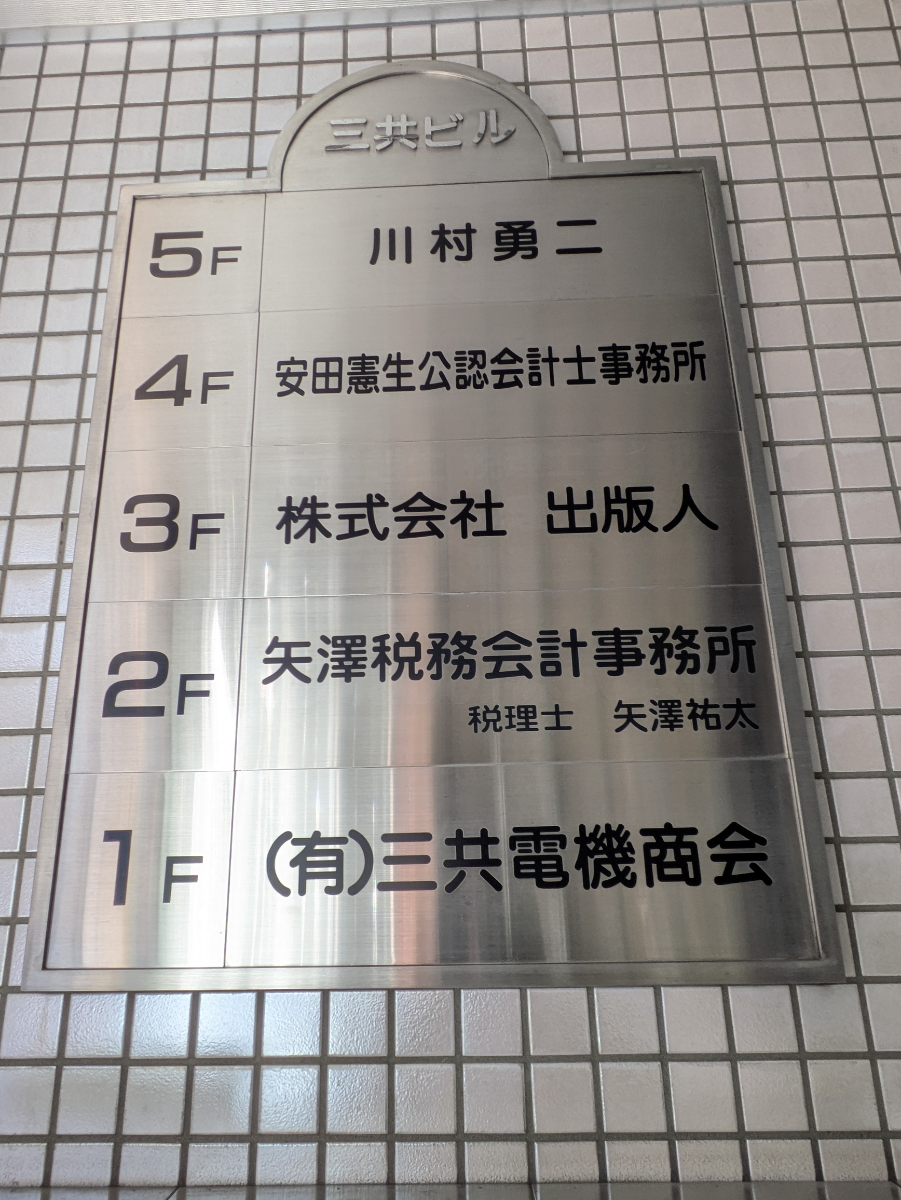 三共ビル
5F 川村勇二
4F 安田憲生公認会計士事務所
3F 株式会社 出版人
2F 矢澤税務会計事務所
税理士 矢澤祐太
1F (有)三共電機商会